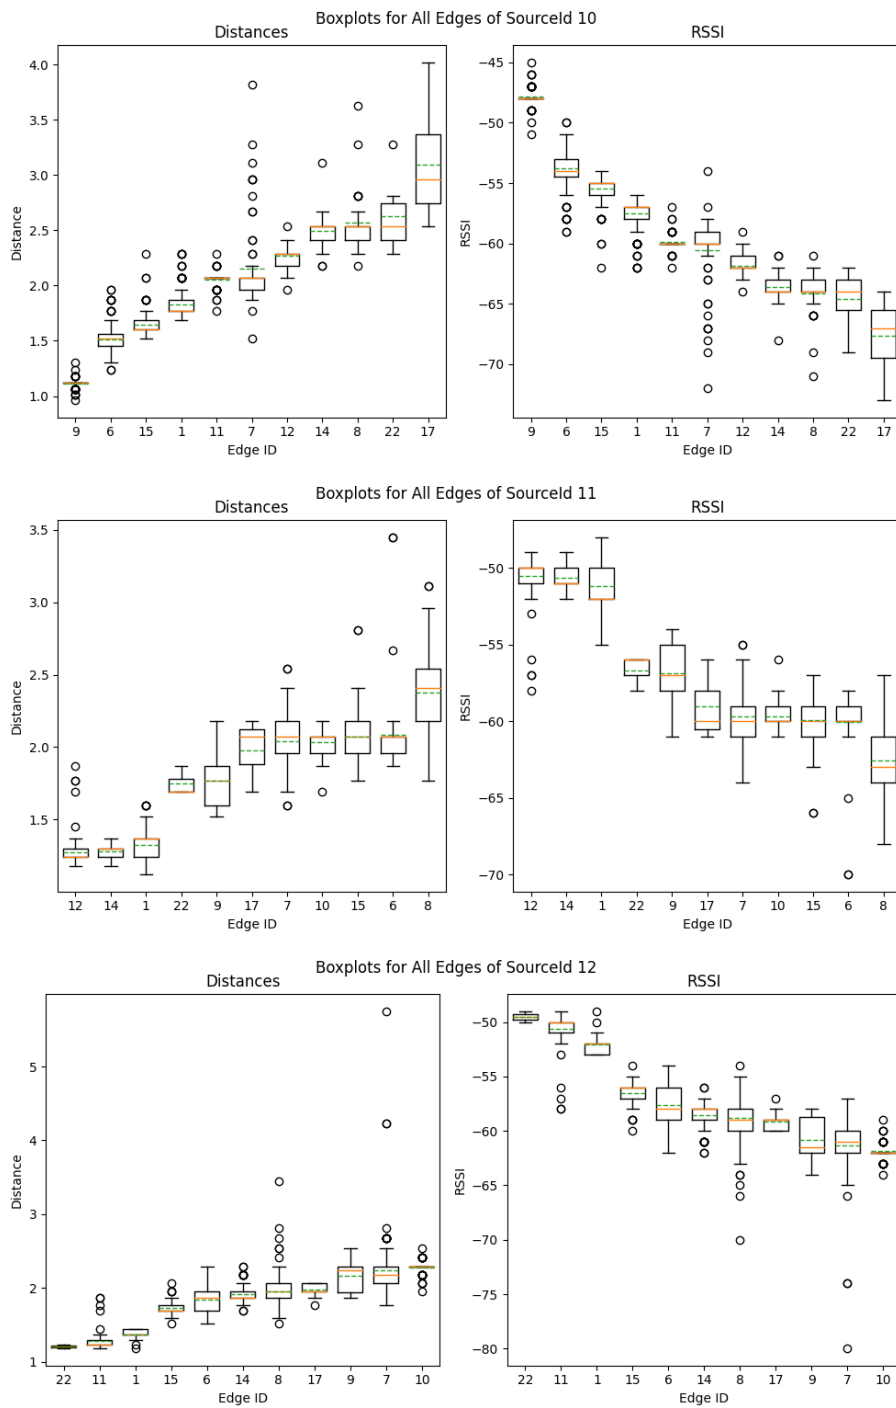 Boxplots for All Edges of SourceId 10
Distances
RSSI
4.0
3.5
3.0
2.5
2.0
1.5
1.0
Distance
9 6 15 1 11 7 12 14 8 22 17
Edge ID
−45
−50
−55
−60
−65
−70
RSSI
9 6 15 1 11 7 12 14 8 22 17
Edge ID
Boxplots for All Edges of SourceId 11
Distances
RSSI
3.5
3.0
2.5
2.0
1.5
Distance
12 14 1 22 9 17 7 10 15 6 8
Edge ID
−50
−55
−60
−65
−70
RSSI
12 14 1 22 9 17 7 10 15 6 8
Edge ID
Boxplots for All Edges of SourceId 12
Distances
RSSI
5
4
3
2
1
Distance
22 11 1 15 6 14 8 17 9 7 10
Edge ID
−50
−55
−60
−65
−70
−75
−80
RSSI
22 11 1 15 6 14 8 17 9 7 10
Edge ID